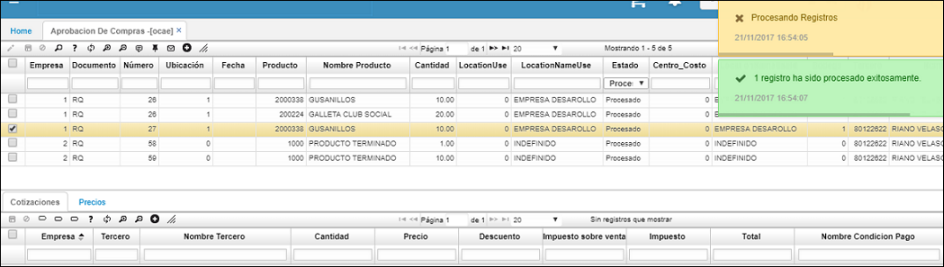 Home Aprobacion De Compras -[ocae] ×
Procesando Registros
21/11/2017 16:54:05
Página 1 de 1 20 Mostrando 1 - 5 de 5
Empresa Documento Número Ubicación Fecha Producto Nombre Producto Cantidad LocationUse LocationNameUse Estado Centro_Costo
Proce:
1 registro ha sido procesado exitosamente.
21/11/2017 16:54:07
1 RQ 26 1 2000338 GUSANILLOS 10.00 0 EMPRESA DESAROLLO Procesado 0
1 RQ 26 1 200224 GALLETA CLUB SOCIAL 20.00 0 EMPRESA DESAROLLO Procesado 0
1 RQ 27 1 2000338 GUSANILLOS 10.00 0 EMPRESA DESAROLLO Procesado 0 EMPRESA DESAROLLO 1 80122622 RIANO VELASC
2 RQ 58 0 1000 PRODUCTO TERMINADO 1.00 0 INDEFINIDO Procesado 0 INDEFINIDO 0 80122622 RIANO VELASC
2 RQ 59 0 1000 PRODUCTO TERMINADO 10.00 0 INDEFINIDO Procesado 0 INDEFINIDO 0 80122622 RIANO VELASC
Cotizaciones Precios
Página 1 de 1 20 Sin registros que mostrar
Empresa Tercero Nombre Tercero Cantidad Precio Descuento Impuesto sobre venta Impuesto Total Nombre Condicion Pago